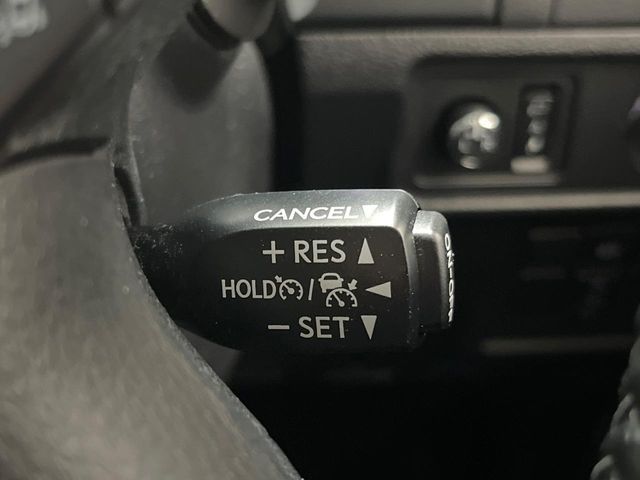 CANCEL
+ RES
HOLD /
− SET
ON-OFF